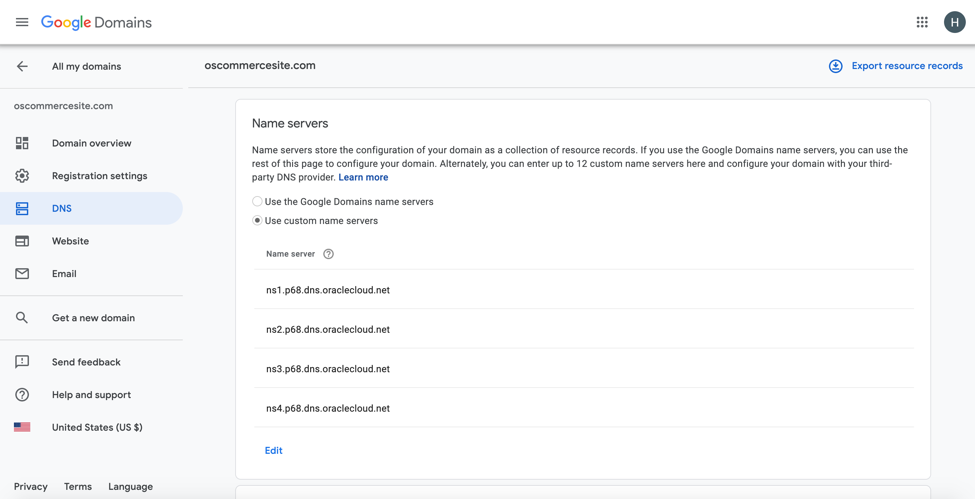 Google Domains
H
All my domains
oscommercesite.com
Export resource records
oscommercesite.com
Domain overview
Registration settings
DNS
Website
Email
Get a new domain
Send feedback
Help and support
United States (US $)
Privacy Terms Language
Name servers
Name servers store the configuration of your domain as a collection of resource records. If you use the Google Domains name servers, you can use the
rest of this page to configure your domain. Alternately, you can enter up to 12 custom name servers here and configure your domain with your third-
party DNS provider. Learn more
Use the Google Domains name servers
Use custom name servers
Name server ?
ns1.p68.dns.oraclecloud.net
ns2.p68.dns.oraclecloud.net
ns3.p68.dns.oraclecloud.net
ns4.p68.dns.oraclecloud.net
Edit